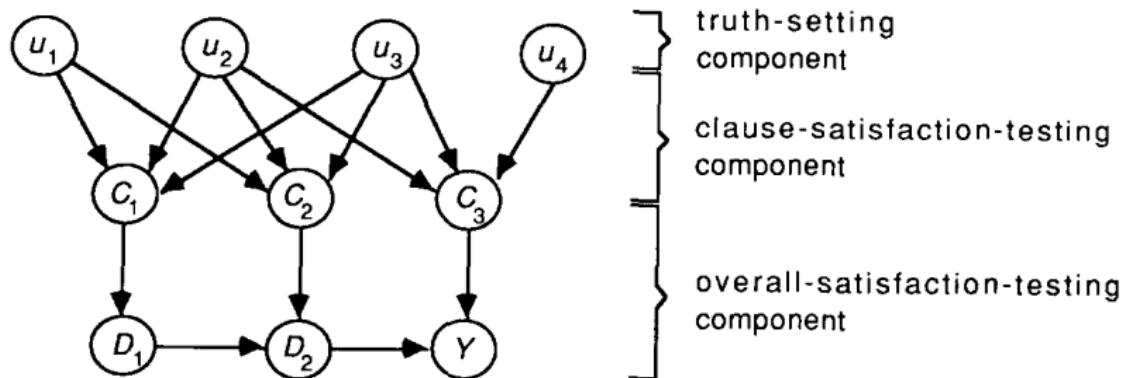 u₁ u₂ u₃ u₄
truth-setting
component
clause-satisfaction-testing
component
C₁ C₂ C₃
overall-satisfaction-testing
component
D₁ D₂ Y